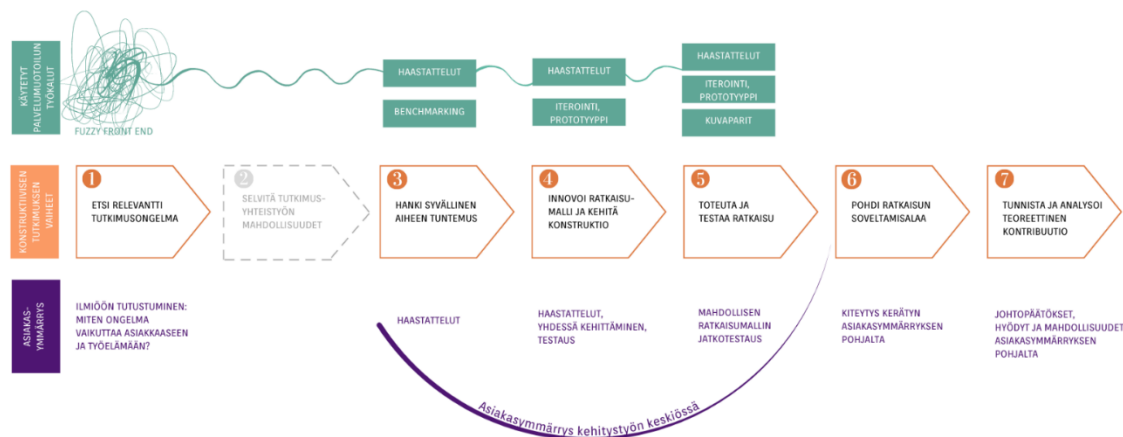 KÄYTETYT
PALVELUMUOTOILUN
TYÖKALUT
FUZZY FRONT END
HAASTATTELUT
BENCHMARKING
HAASTATTELUT
ITEROINTI,
PROTOTYYPPI
HAASTATTELUT
ITEROINTI,
PROTOTYYPPI
KUVAPARIT
KONSTRUKTIIVISEN
TUTKIMUKSEN
VAIHEET
1
ETSI RELEVANTTI
TUTKIMUSONGELMA
2
SELVITÄ TUTKIMUS-
YHTEISTYÖN
MAHDOLLISUUDET
3
HANKI SYVÄLLINEN
AIHEEN TUNTEMUS
4
INNOVOI RATKAISU-
MALLI JA KEHITÄ
KONSTRUKTIO
5
TOTEUTA JA
TESTAA RATKAISU
6
POHDI RATKAISUN
SOVELTAMISALAA
7
TUNNISTA JA ANALYSOI
TEOREETTINEN
KONTRIBUUTIO
ASIAKAS-
YMMÄRRYS
ILMIÖÖN TUTUSTUMINEN:
MITEN ONGELMA
VAIKUTTAA ASIAKKAASEEN
JA TYÖELÄMÄÄN?
HAASTATTELUT
HAASTATTELUT,
YHDESSÄ KEHITTÄMINEN,
TESTAUS
MAHDOLLISEN
RATKAISUMALLIN
JATKOTESTAUS
KITEYTYS KERÄTYN
ASIAKASYMMÄRRYKSEN
POHJALTA
JOHTOPÄÄTÖKSET,
HYÖDYT JA MAHDOLLISUUDET
ASIAKASYMMÄRRYKSEN
POHJALTA
Asiakasymmärrys kehitystyön keskiössä